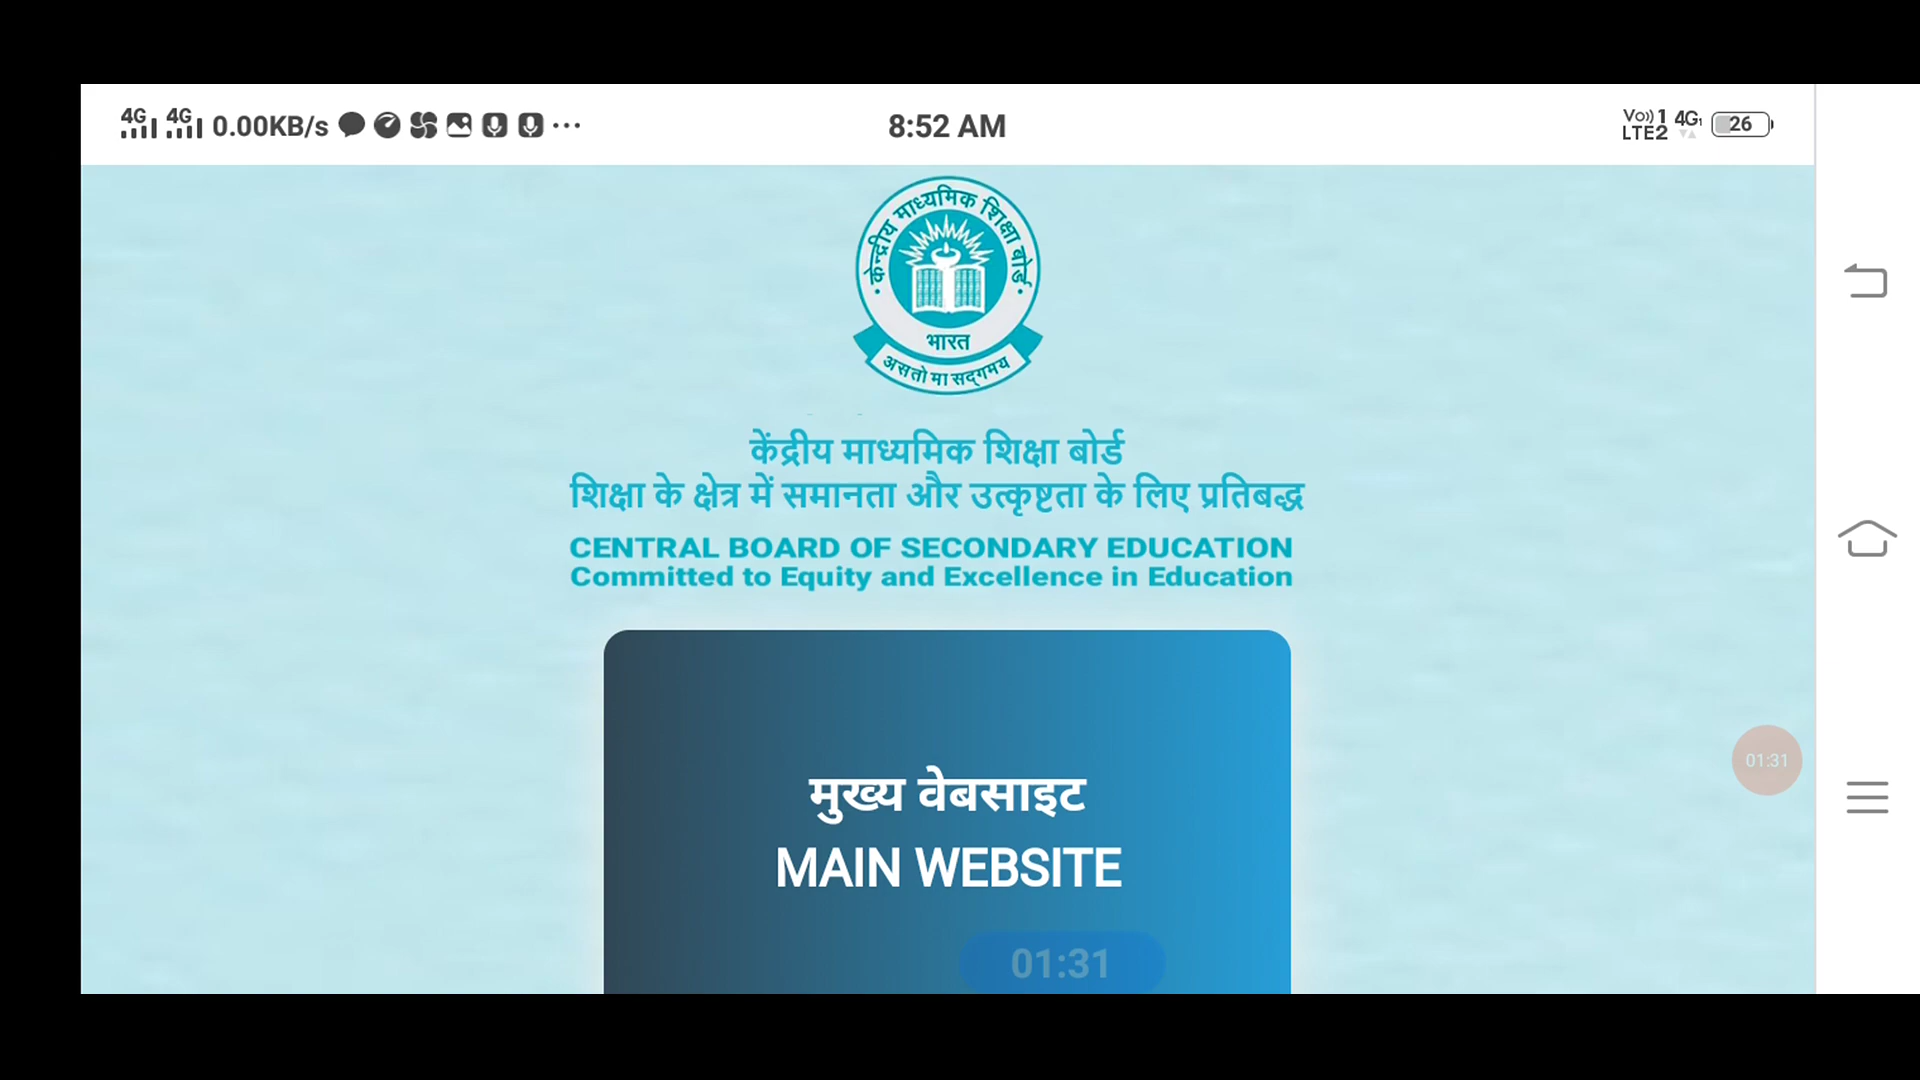 4G 4G 0.00KB/s ... 8:52 AM Vo)) 1 4G1 26
LTE2
केन्द्रीय माध्यमिक शिक्षा बोर्ड
भारत
असतो मा सद्गमय
केंद्रीय माध्यमिक शिक्षा बोर्ड
शिक्षा के क्षेत्र में समानता और उत्कृष्टता के लिए प्रतिबद्ध
CENTRAL BOARD OF SECONDARY EDUCATION
Committed to Equity and Excellence in Education
01:31
मुख्य वेबसाइट
MAIN WEBSITE
01:31